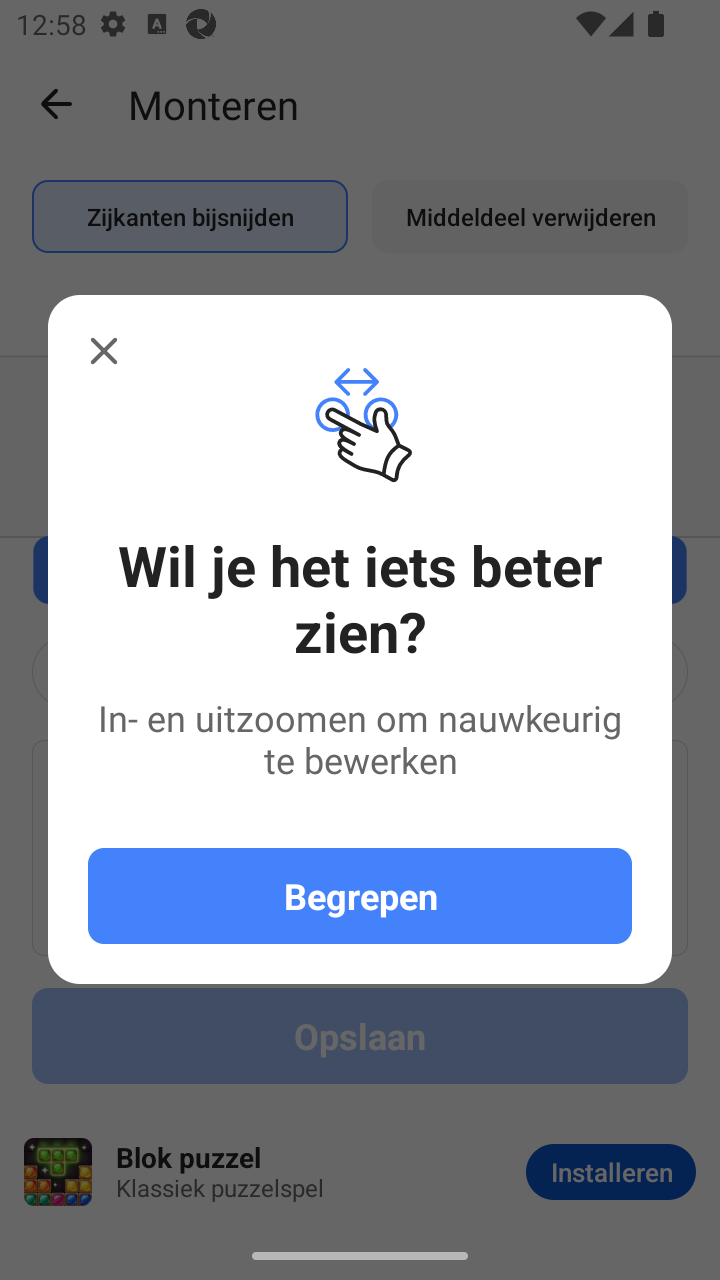 12:58
Monteren
Zijkanten bijsnijden
Middeldeel verwijderen
Wil je het iets beter
zien?
In- en uitzoomen om nauwkeurig
te bewerken
Begrepen
Opslaan
Blok puzzel
Klassiek puzzelspel
Installeren